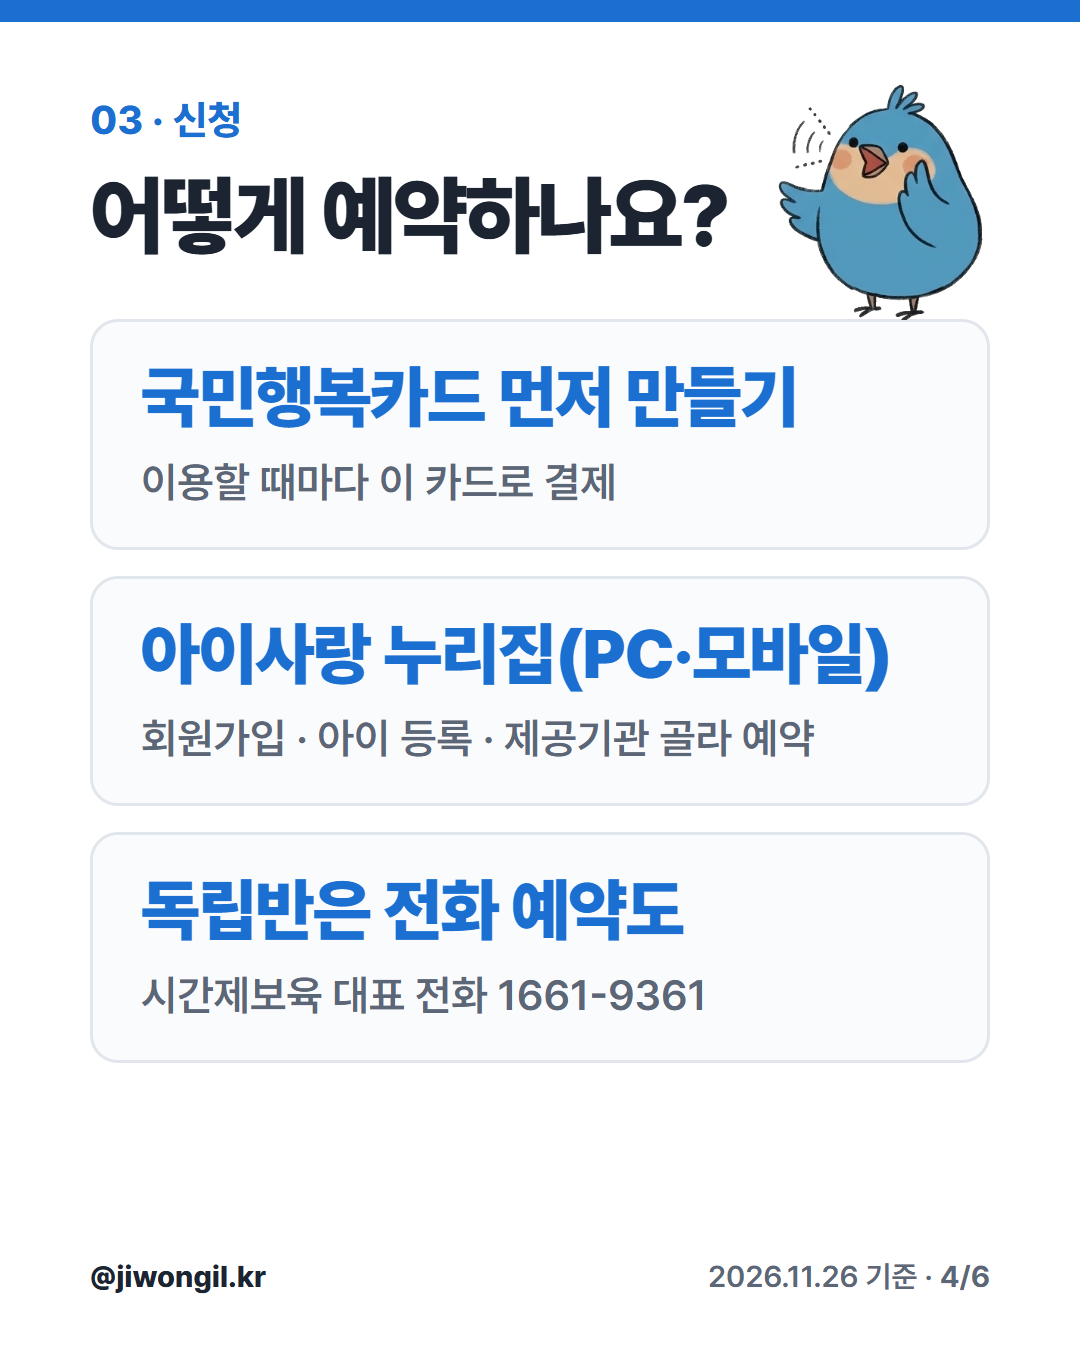 03 · 신청
어떻게 예약하나요?
국민행복카드 먼저 만들기
이용할 때마다 이 카드로 결제
아이사랑 누리집(PC·모바일)
회원가입 · 아이 등록 · 제공기관 골라 예약
독립반은 전화 예약도
시간제보육 대표 전화 1661-9361
@jiwongil.kr
2026.11.26 기준 · 4/6